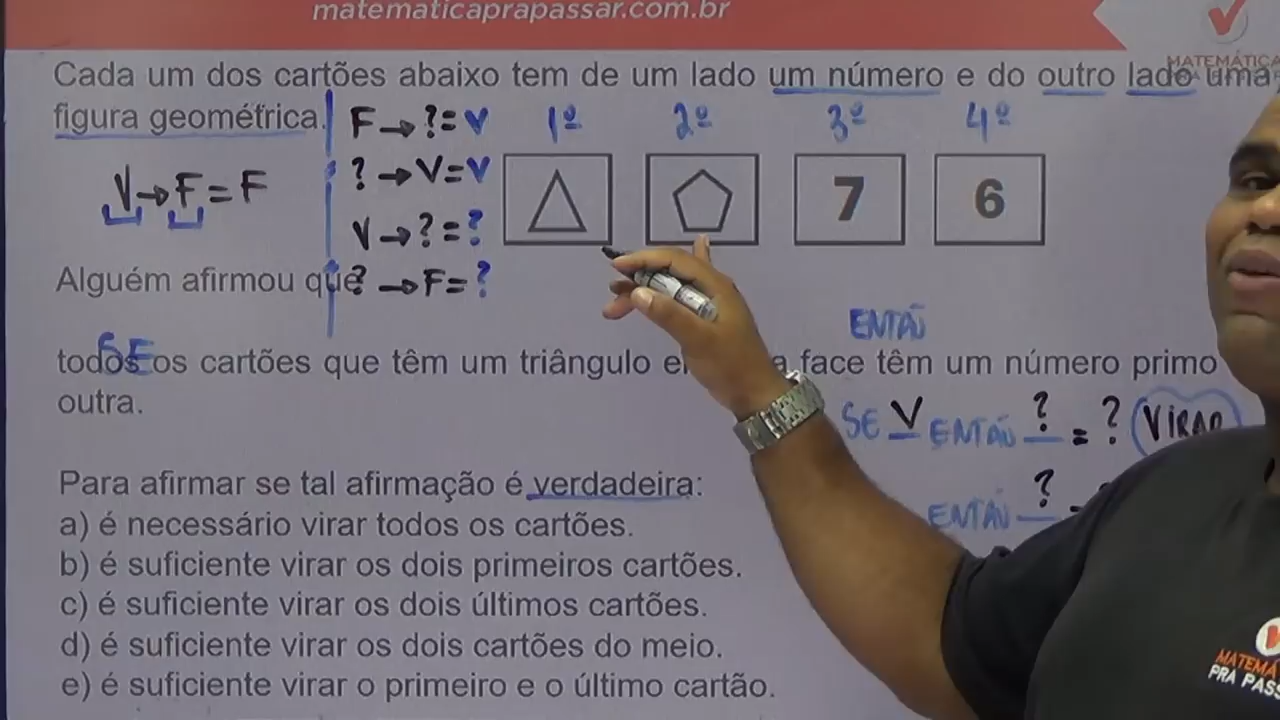 matematicaprapassar.com.br
MATEMÁTICA
Cada um dos cartões abaixo tem de um lado um número e do outro lado uma
figura geométrica.
F → ? = V 1º 2º 3º 4º
? → V = V
V → F = F
7 6
V → ? = ?
Alguém afirmou que
? → F = ?
ENTÃO
SE
todos os cartões que têm um triângulo e a face têm um número primo
outra.
SE V ENTÃO ? = ? VIRAR
ENTÃO ?
Para afirmar se tal afirmação é verdadeira:
a) é necessário virar todos os cartões.
b) é suficiente virar os dois primeiros cartões.
c) é suficiente virar os dois últimos cartões.
d) é suficiente virar os dois cartões do meio.
e) é suficiente virar o primeiro e o último cartão.
MATEMÁ
PRA PASS